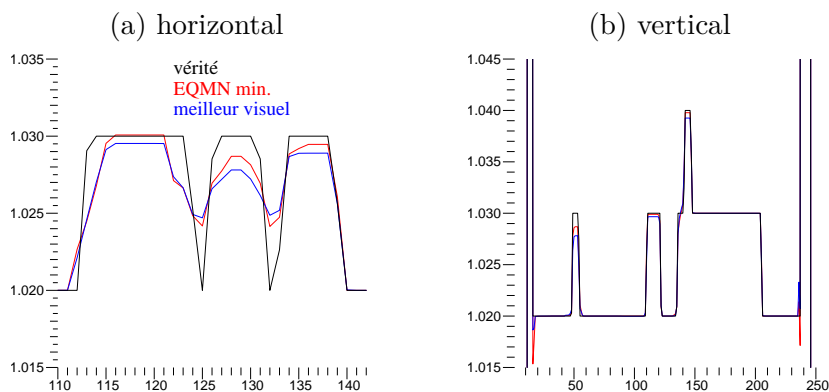 (a) horizontal
(b) vertical
1.035
1.030
1.025
1.020
1.015
vérité
EQMN min.
meilleur visuel
110 115 120 125 130 135 140
1.045
1.040
1.035
1.030
1.025
1.020
1.015
50 100 150 200 250